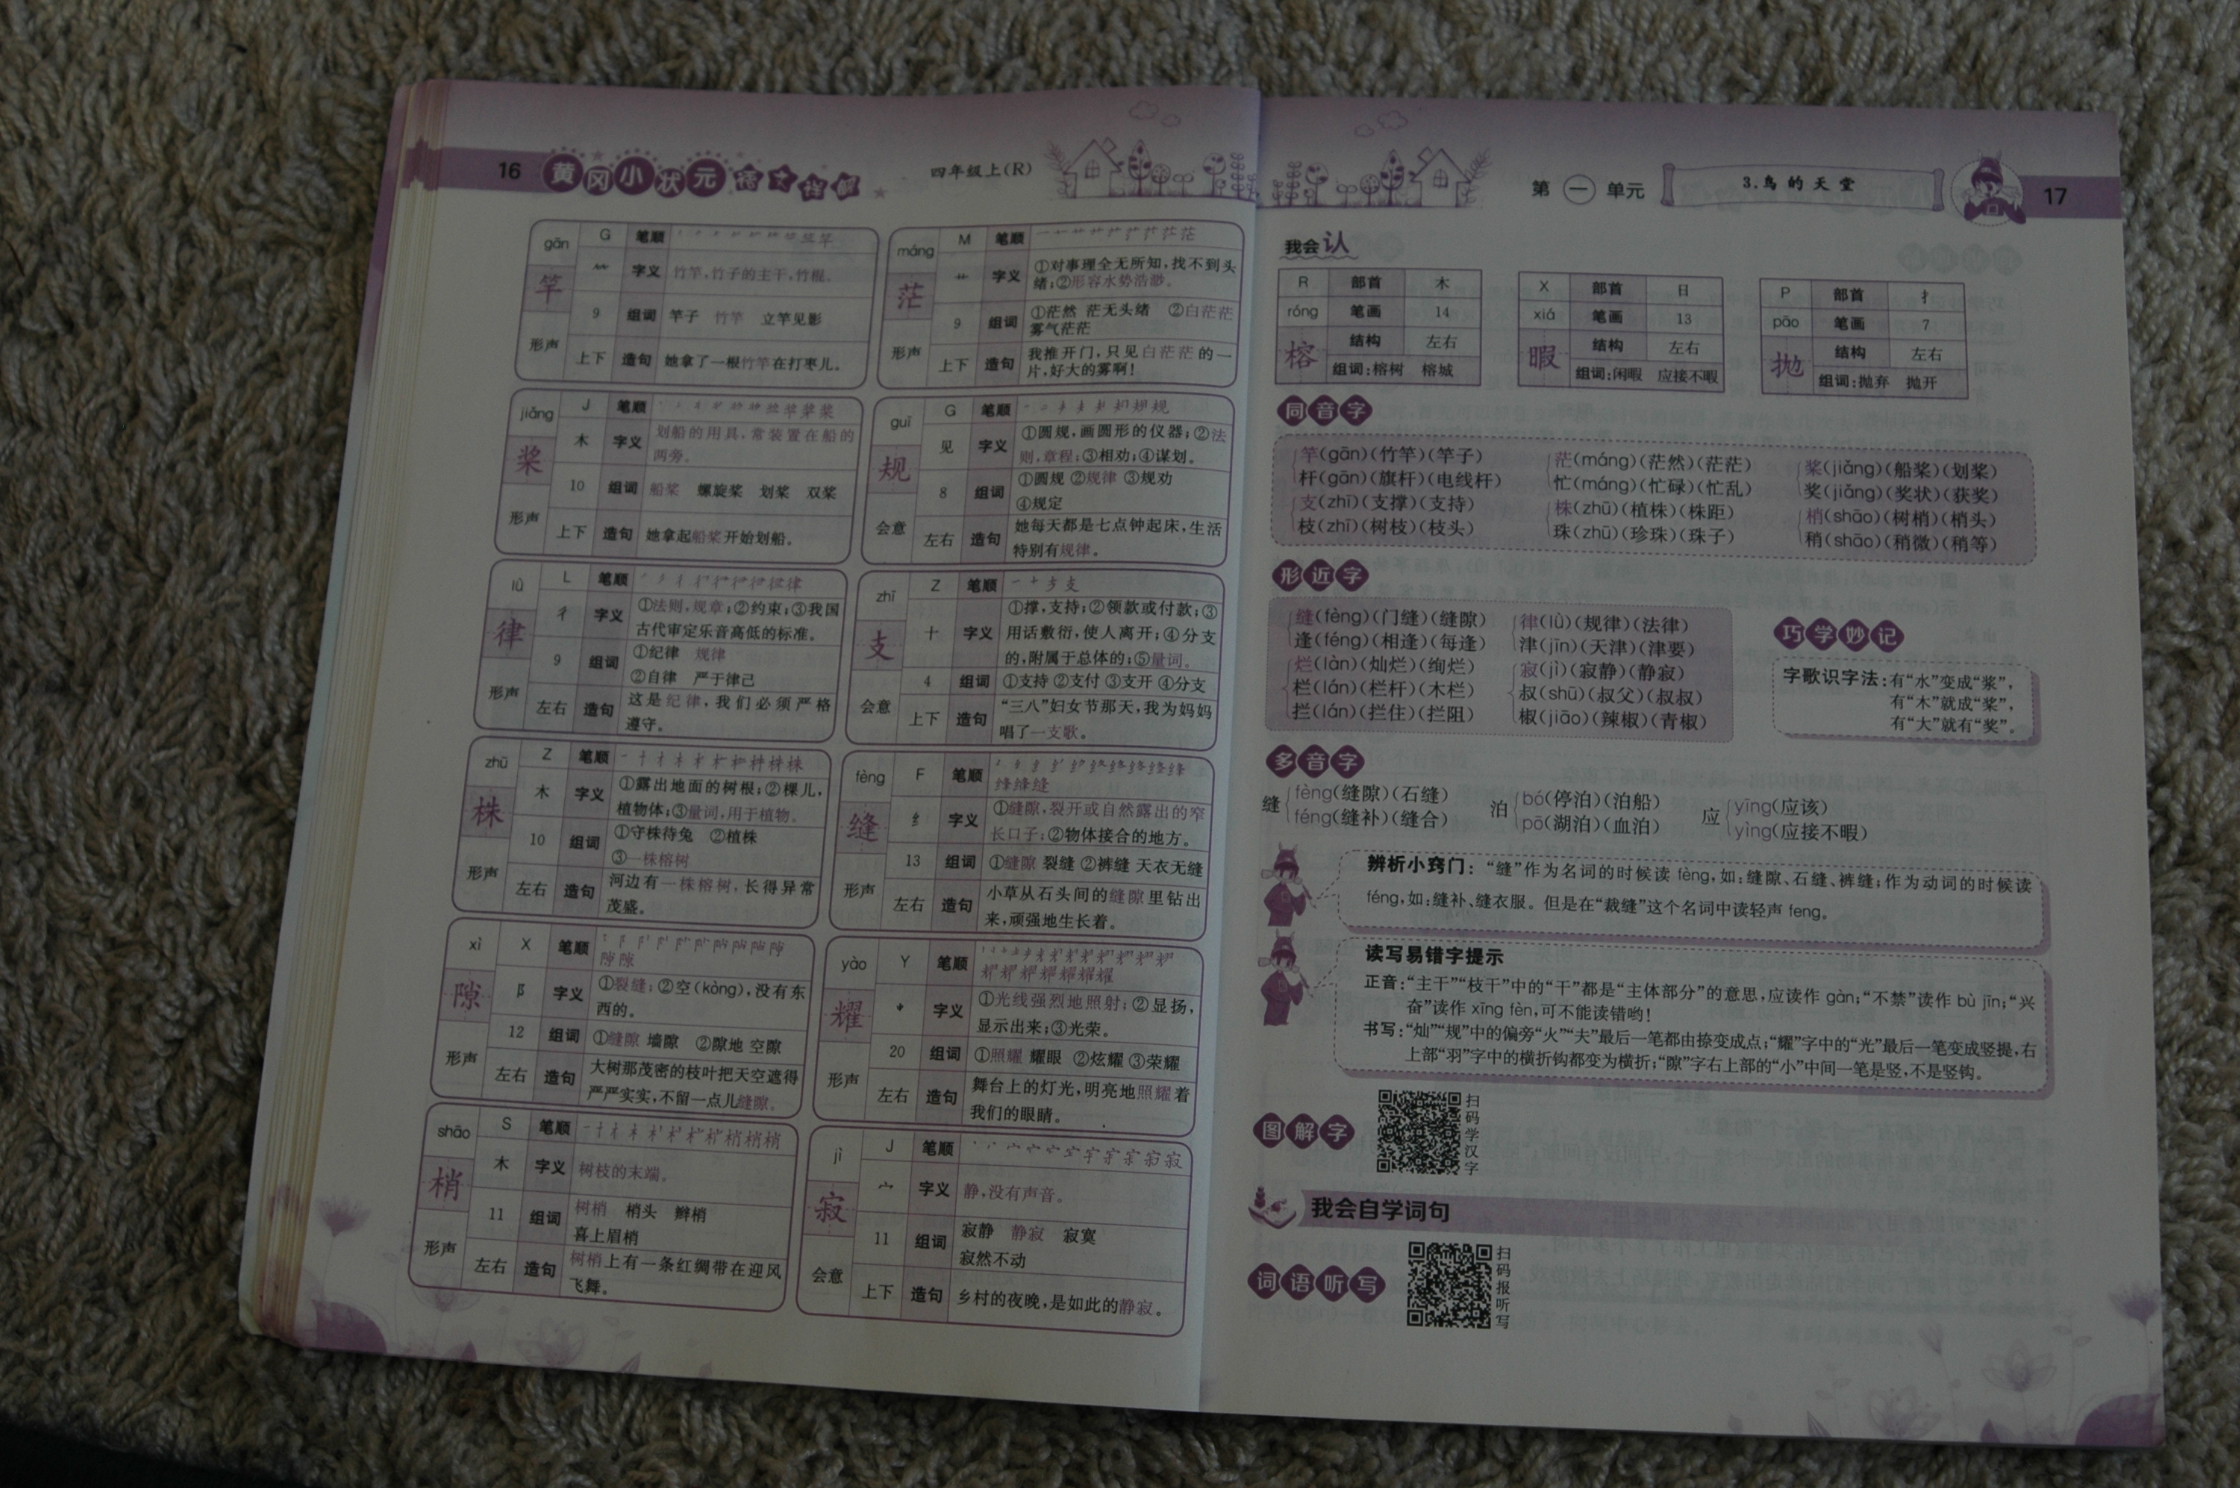 16 黄冈小状元 四年级上(R)
gān G 笔顺
竿 ⺮ 字义 竹竿,竹子的主干,竹棍。
9 组词 竿子 竹竿 立竿见影
形声 上下 造句 她拿了一根竹竿在打枣儿。
máng M 笔顺
茫 艹 字义 ①对事理全无所知,找不到头
绪;②形容水势浩渺。
9 组词 ①茫然 茫无头绪 ②白茫茫
雾气茫茫
形声 上下 造句 我推开门,只见白茫茫的一
片,好大的雾啊!
jiǎng J 笔顺
桨 木 字义 划船的用具,常装置在船的
两旁。
10 组词 船桨 螺旋桨 划桨 双桨
形声 上下 造句 她拿起船桨开始划船。
guī G 笔顺
规 见 字义 ①圆规,画圆形的仪器;②法
则,章程;③相劝;④谋划。
8 组词 ①圆规 ②规律 ③规劝
④规定
会意 左右 造句 她每天都是七点钟起床,生活
特别有规律。
lǜ L 笔顺
律 彳 字义 ①法则,规章;②约束;③我国
古代审定乐音高低的标准。
9 组词 ①纪律 规律
②自律 严于律己
形声 左右 造句 这是纪律,我们必须严格
遵守。
zhī Z 笔顺
支 十 字义 ①撑,支持;②领款或付款;③
用话敷衍,使人离开;④分支
的,附属于总体的;⑤量词。
4 组词 ①支持 ②支付 ③支开 ④分支
会意 上下 造句 “三八”妇女节那天,我为妈妈
唱了一支歌。
zhū Z 笔顺
株 木 字义 ①露出地面的树根;②棵儿,
植物体;③量词,用于植物。
10 组词 ①守株待兔 ②植株
③一株榕树
形声 左右 造句 河边有一株榕树,长得异常
茂盛。
fèng F 笔顺
缝 纟 字义 ①缝隙,裂开或自然露出的窄
长口子;②物体接合的地方。
13 组词 ①缝隙 裂缝 ②裤缝 天衣无缝
形声 左右 造句 小草从石头间的缝隙里钻出
来,顽强地生长着。
xì X 笔顺
隙 阝 字义 ①裂缝;②空(kòng),没有东
西的。
12 组词 ①缝隙 墙隙 ②隙地 空隙
形声 左右 造句 大树那茂密的枝叶把天空遮得
严严实实,不留一点儿缝隙。
yào Y 笔顺
耀 字义 ①光线强烈地照射;②显扬,
显示出来;③光荣。
20 组词 ①照耀 耀眼 ②炫耀 ③荣耀
形声 左右 造句 舞台上的灯光,明亮地照耀着
我们的眼睛。
shāo S 笔顺
梢 木 字义 树枝的末端。
11 组词 树梢 梢头 辫梢
喜上眉梢
形声 左右 造句 树梢上有一条红绸带在迎风
飞舞。
jì J 笔顺
寂 宀 字义 静,没有声音。
11 组词 寂静 静寂 寂寞
寂然不动
会意 上下 造句 乡村的夜晚,是如此的静寂。
第一单元 3.鸟的天堂 17
我会认
R 部首 木
róng 笔画 14
榕 结构 左右
组词:榕树 榕城
X 部首 日
xiá 笔画 13
暇 结构 左右
组词:闲暇 应接不暇
P 部首 扌
pāo 笔画 7
抛 结构 左右
组词:抛弃 抛开
同音字
竿(gān)(竹竿)(竿子) 茫(máng)(茫然)(茫茫) 桨(jiǎng)(船桨)(划桨)
杆(gān)(旗杆)(电线杆) 忙(máng)(忙碌)(忙乱) 奖(jiǎng)(奖状)(获奖)
支(zhī)(支撑)(支持) 株(zhū)(植株)(株距) 梢(shāo)(树梢)(梢头)
枝(zhī)(树枝)(枝头) 珠(zhū)(珍珠)(珠子) 稍(shāo)(稍微)(稍等)
形近字
缝(fèng)(门缝)(缝隙) 律(lǜ)(规律)(法律)
逢(féng)(相逢)(每逢) 津(jīn)(天津)(津要)
烂(làn)(灿烂)(绚烂) 寂(jì)(寂静)(静寂)
栏(lán)(栏杆)(木栏) 叔(shū)(叔父)(叔叔)
拦(lán)(拦住)(拦阻) 椒(jiāo)(辣椒)(青椒)
巧学妙记
字歌识字法:有“水”变成“浆”,
有“木”就成“桨”,
有“大”就有“奖”。
多音字
缝 fèng(缝隙)(石缝) 泊 bó(停泊)(泊船) 应 yīng(应该)
féng(缝补)(缝合) pō(湖泊)(血泊) yìng(应接不暇)
辨析小窍门:“缝”作为名词的时候读 fèng,如:缝隙、石缝、裤缝;作为动词的时候读
féng,如:缝补、缝衣服。但是在“裁缝”这个名词中读轻声 feng。
读写易错字提示
正音:“主干”“枝干”中的“干”都是“主体部分”的意思,应读作 gàn;“不禁”读作 bù jīn;“兴
奋”读作 xīng fèn,可不能读错哟!
书写:“灿”“规”中的偏旁“火”“夫”最后一笔都由捺变成点;“耀”字中的“光”最后一笔变成竖提,右
上部“羽”字中的横折钩都变为横折;“隙”字右上部的“小”中间一笔是竖,不是竖钩。
图解字
扫码学汉字
我会自学词句
词语听写
扫码报听写